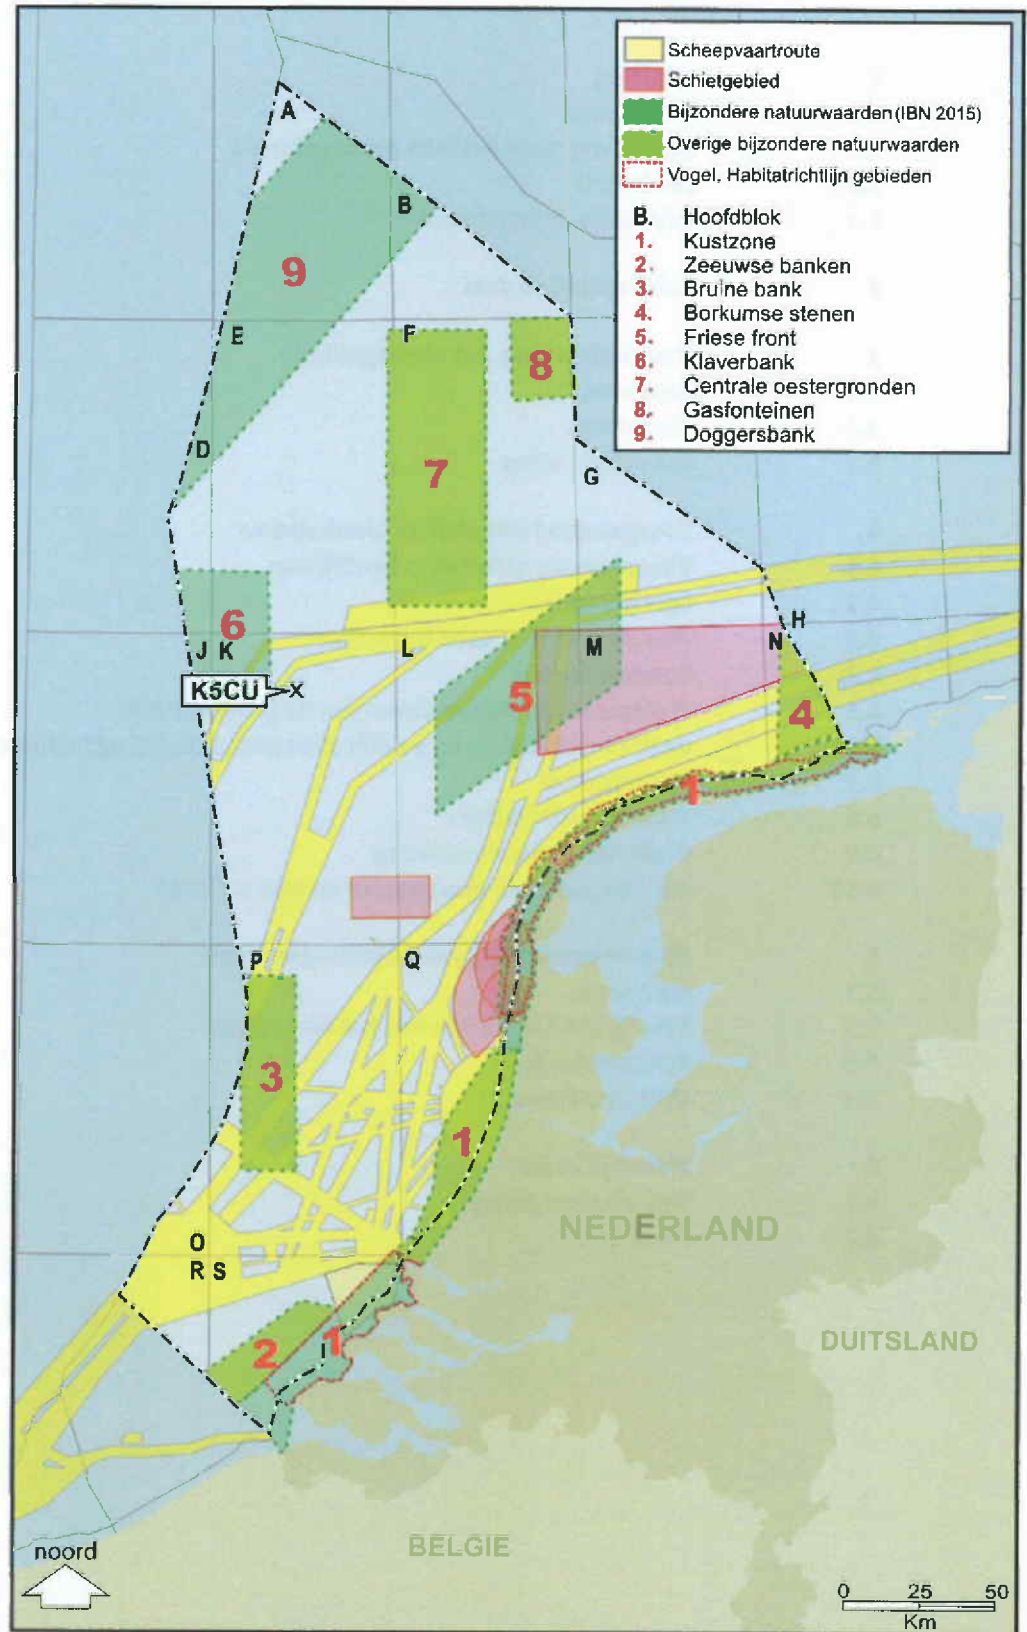 Scheepvaartroute
Schietgebied
Bijzondere natuurwaarden (IBN 2015)
Overige bijzondere natuurwaarden
Vogel, Habitatrichtlijn gebieden
B. Hoofdblok
1. Kustzone
2. Zeeuwse banken
3. Bruine bank
4. Borkumse stenen
5. Friese front
6. Klaverbank
7. Centrale oestergronden
8. Gasfonteinen
9. Doggersbank
A
B
9
E
F
8
D
7
G
6
H
J K
L
M
N
K5CU
X
5
4
1
P
Q
3
1
NEDERLAND
O
R S
2
1
DUITSLAND
BELGIE
noord
0 25 50
Km